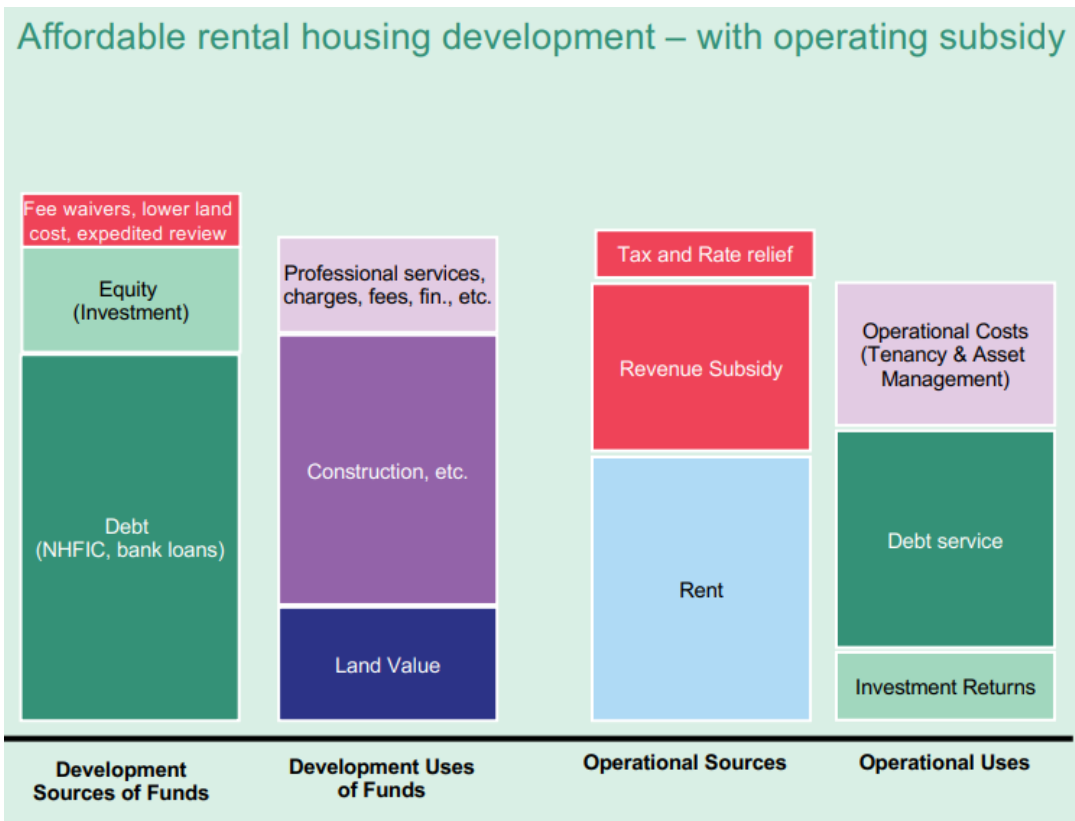 Affordable rental housing development – with operating subsidy
Fee waivers, lower land
cost, expedited review
Equity
(Investment)
Debt
(NHFIC, bank loans)
Development
Sources of Funds
Professional services,
charges, fees, fin., etc.
Construction, etc.
Land Value
Development Uses
of Funds
Tax and Rate relief
Revenue Subsidy
Rent
Operational Sources
Operational Costs
(Tenancy & Asset
Management)
Debt service
Investment Returns
Operational Uses